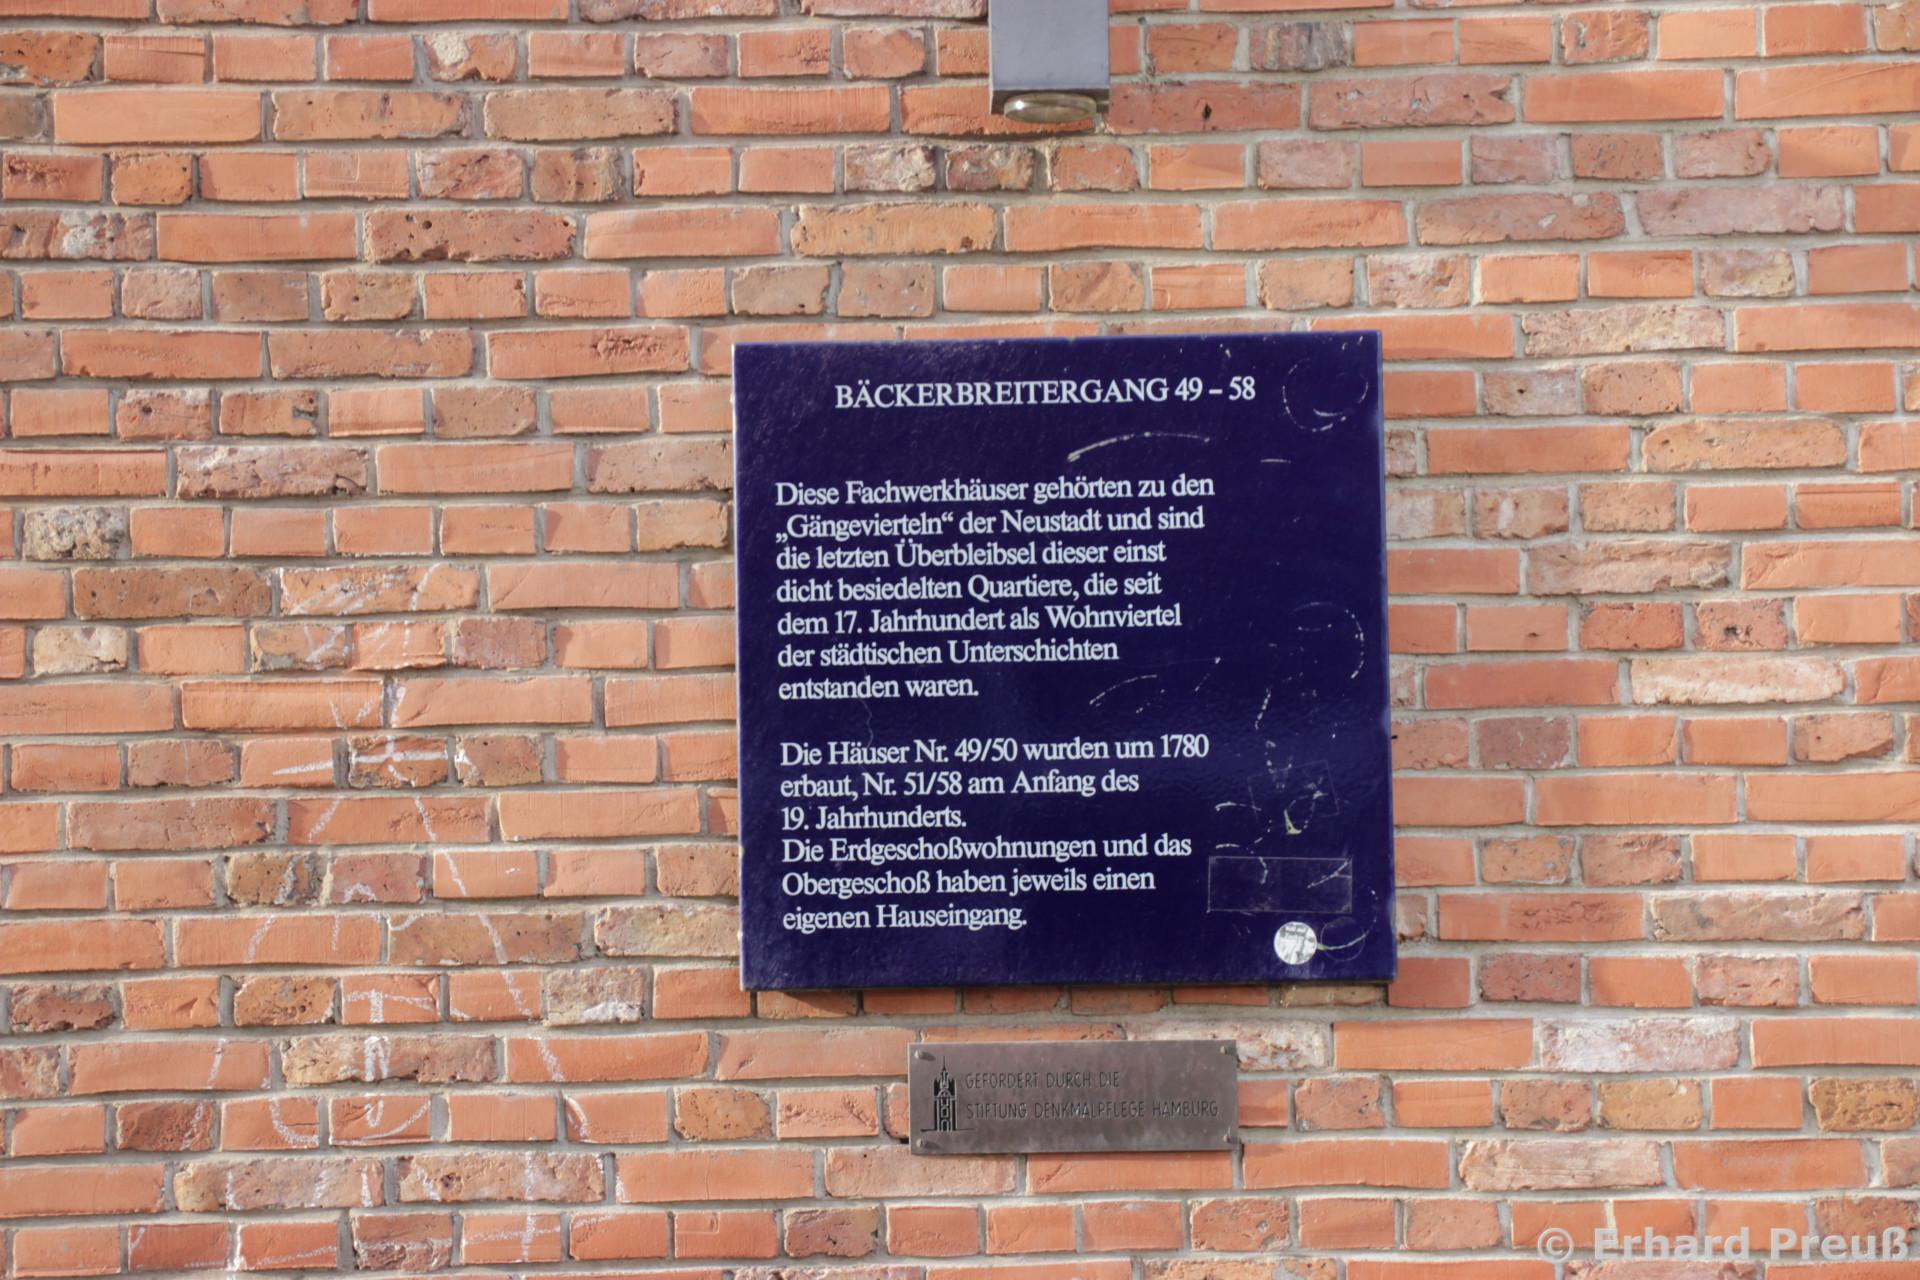 BÄCKERBREITERGANG 49 – 58
Diese Fachwerkhäuser gehörten zu den
„Gängevierteln“ der Neustadt und sind
die letzten Überbleibsel dieser einst
dicht besiedelten Quartiere, die seit
dem 17. Jahrhundert als Wohnviertel
der städtischen Unterschichten
entstanden waren.
Die Häuser Nr. 49/50 wurden um 1780
erbaut, Nr. 51/58 am Anfang des
19. Jahrhunderts.
Die Erdgeschoßwohnungen und das
Obergeschoß haben jeweils einen
eigenen Hauseingang.
GEFÖRDERT DURCH DIE
STIFTUNG DENKMALPFLEGE HAMBURG
© Erhard Preuß